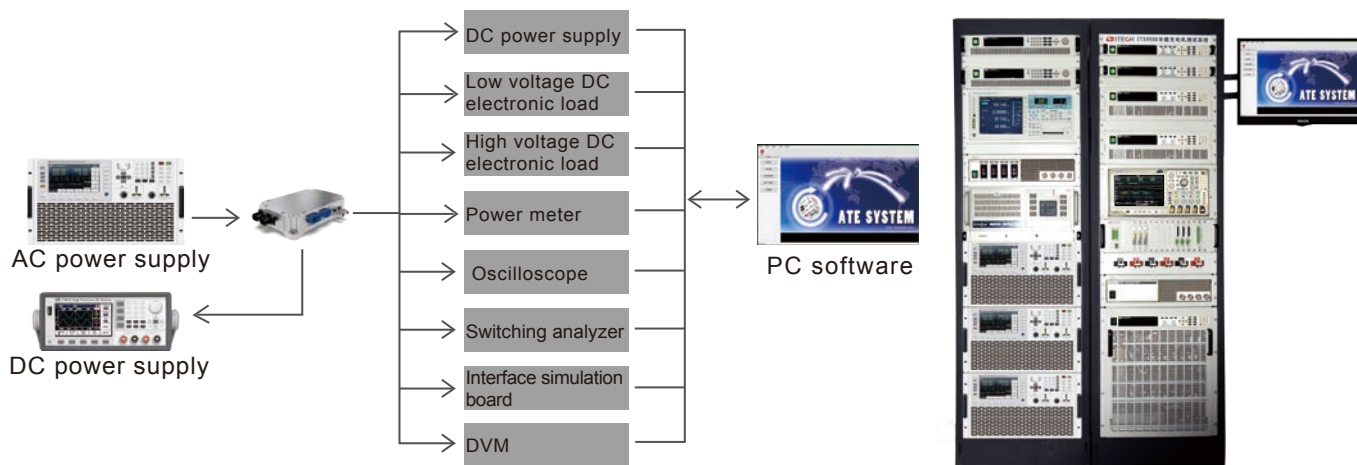 DC power supply
Low voltage DC
electronic load
High voltage DC
electronic load
Power meter
Oscilloscope
Switching analyzer
Interface simulation
board
DVM
AC power supply
DC power supply
ATE SYSTEM
PC software
ITECH
ATE SYSTEM